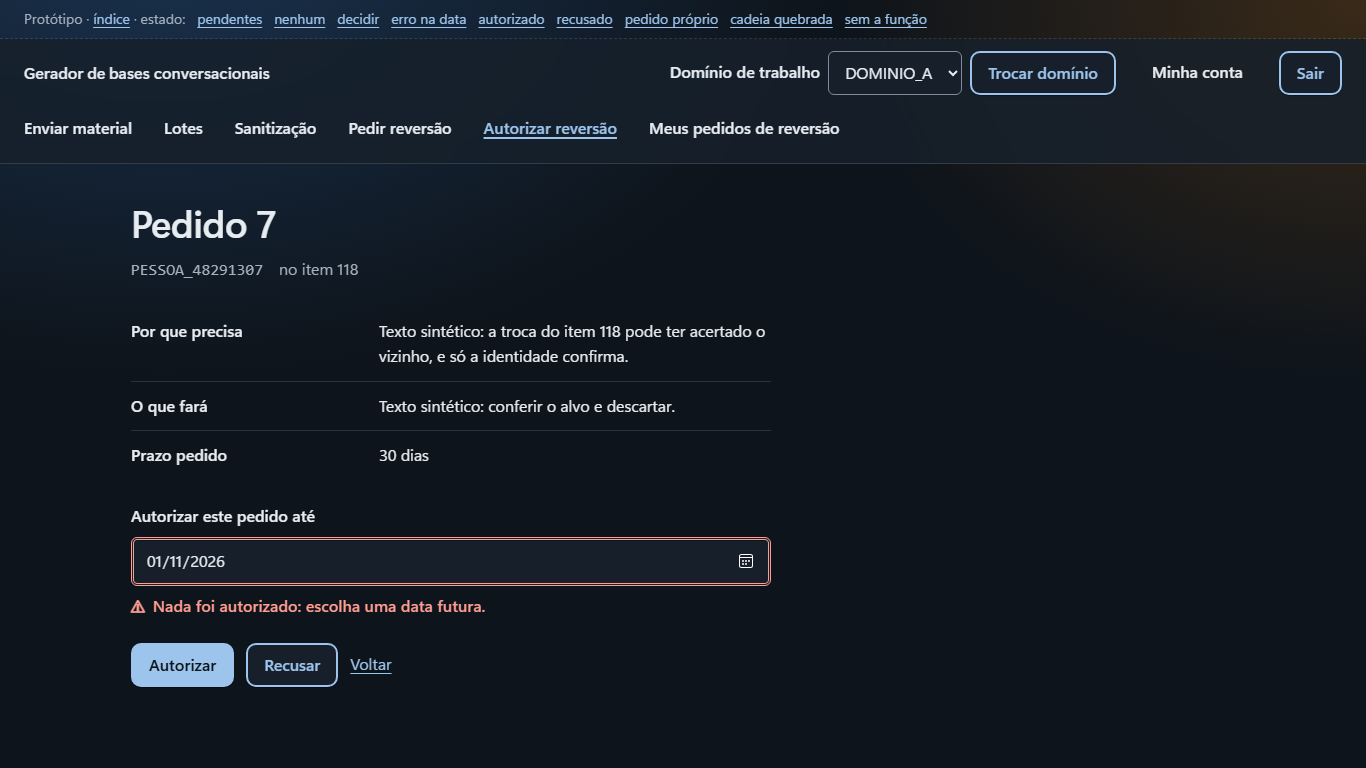 Protótipo · índice · estado: pendentes nenhum decidir erro na data autorizado recusado pedido próprio cadeia quebrada sem a função
Gerador de bases conversacionais
Domínio de trabalho DOMINIO_A Trocar domínio Minha conta Sair
Enviar material Lotes Sanitização Pedir reversão Autorizar reversão Meus pedidos de reversão
Pedido 7
PESSOA_48291307 no item 118
Por que precisa Texto sintético: a troca do item 118 pode ter acertado o
vizinho, e só a identidade confirma.
O que fará Texto sintético: conferir o alvo e descartar.
Prazo pedido 30 dias
Autorizar este pedido até
01/11/2026
Nada foi autorizado: escolha uma data futura.
Autorizar Recusar Voltar